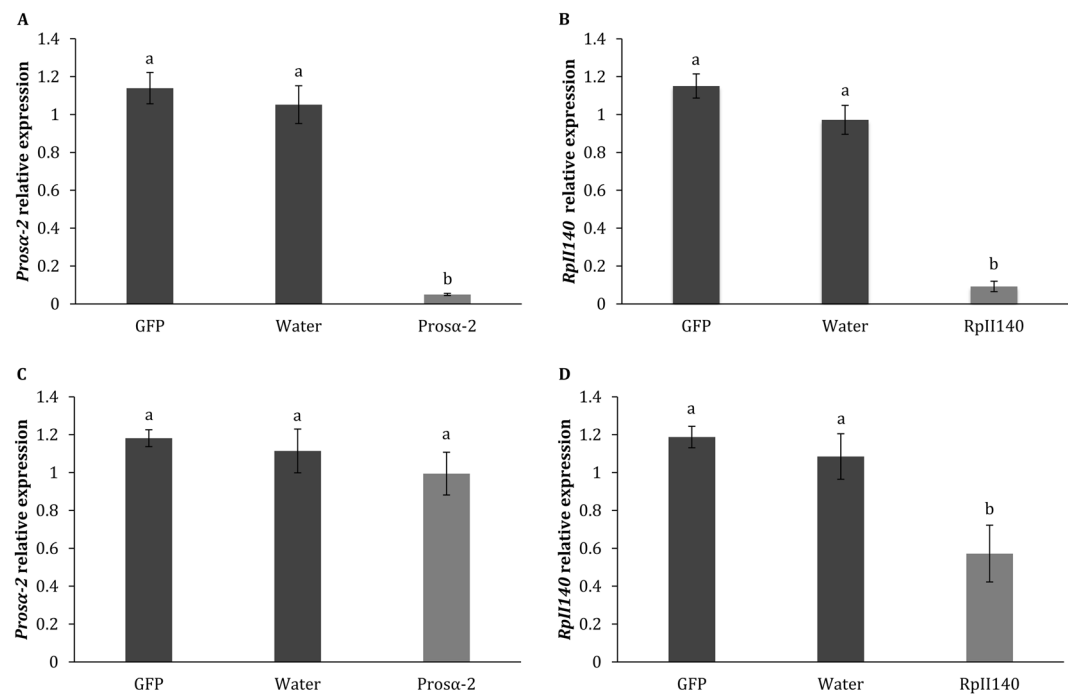 A
Prosα-2 relative expression
1.4
1.2
1
0.8
0.6
0.4
0.2
0
a
a
b
GFP
Water
Prosα-2
B
RpII140 relative expression
1.4
1.2
1
0.8
0.6
0.4
0.2
0
a
a
b
GFP
Water
RpII140
C
Prosα-2 relative expression
1.4
1.2
1
0.8
0.6
0.4
0.2
0
a
a
a
GFP
Water
Prosα-2
D
RpII140 relative expression
1.4
1.2
1
0.8
0.6
0.4
0.2
0
a
a
b
GFP
Water
RpII140